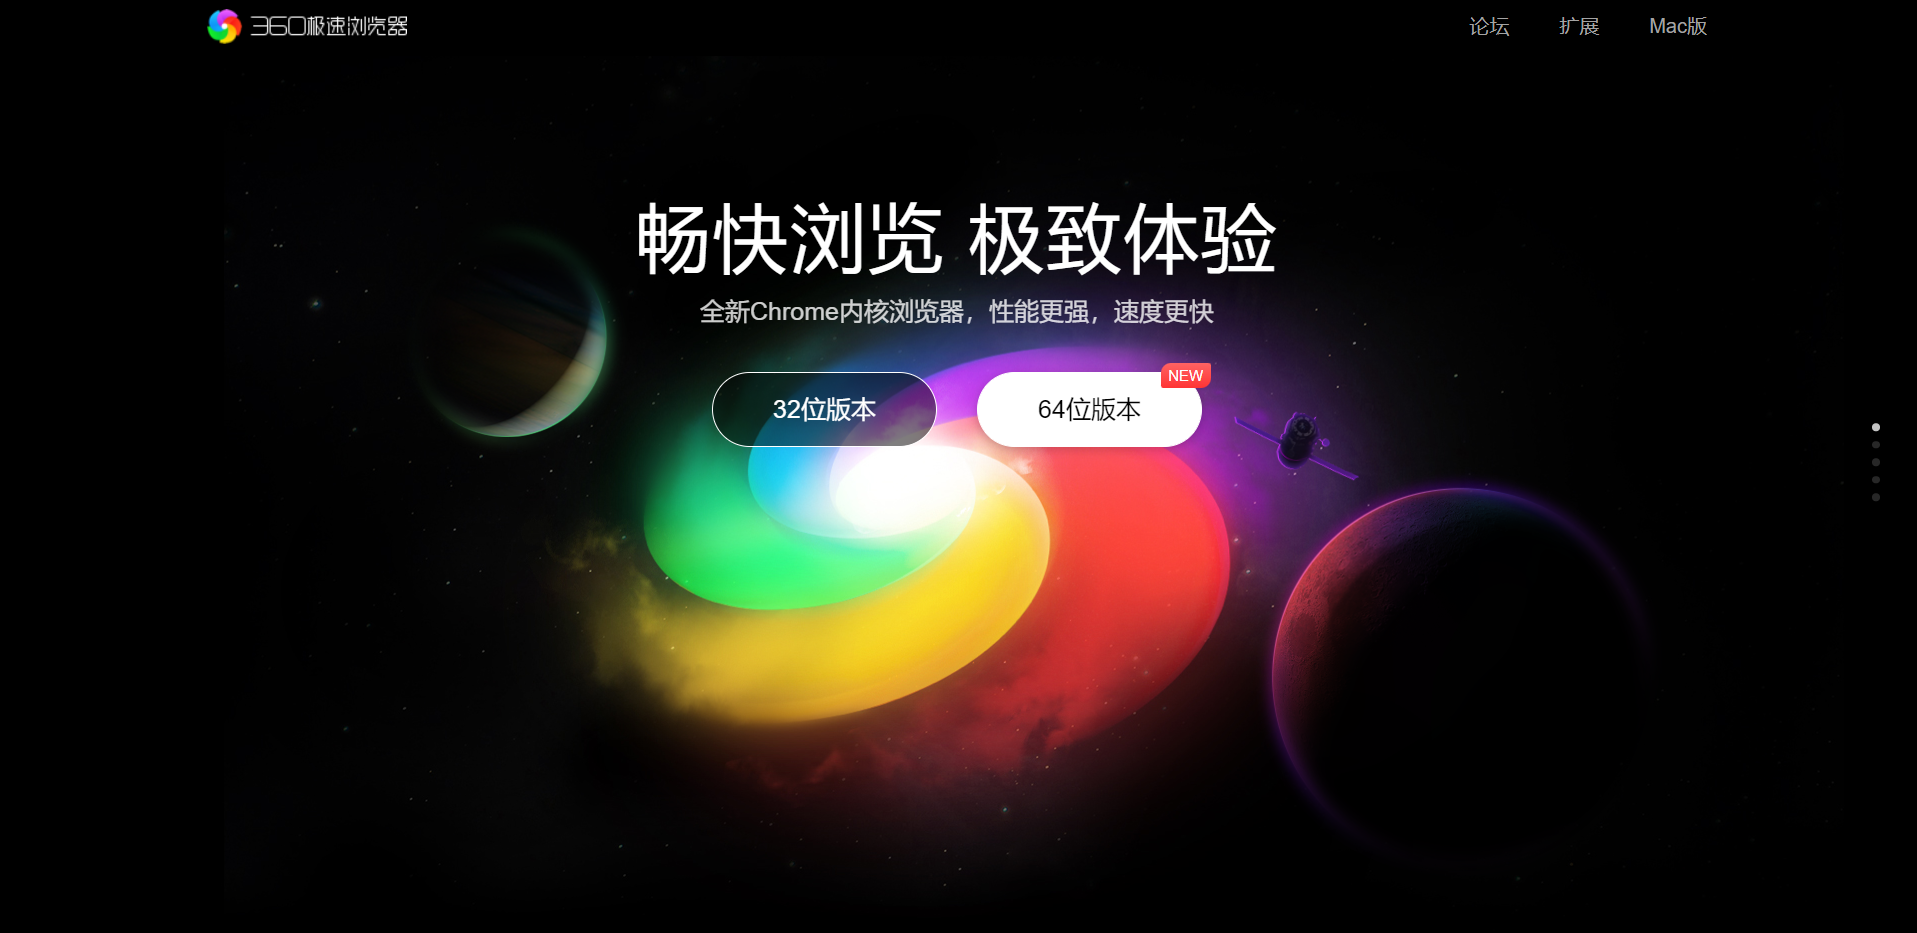 360极速浏览器
论坛
扩展
Mac版
畅快浏览 极致体验
全新Chrome内核浏览器，性能更强，速度更快
32位版本
64位版本
NEW